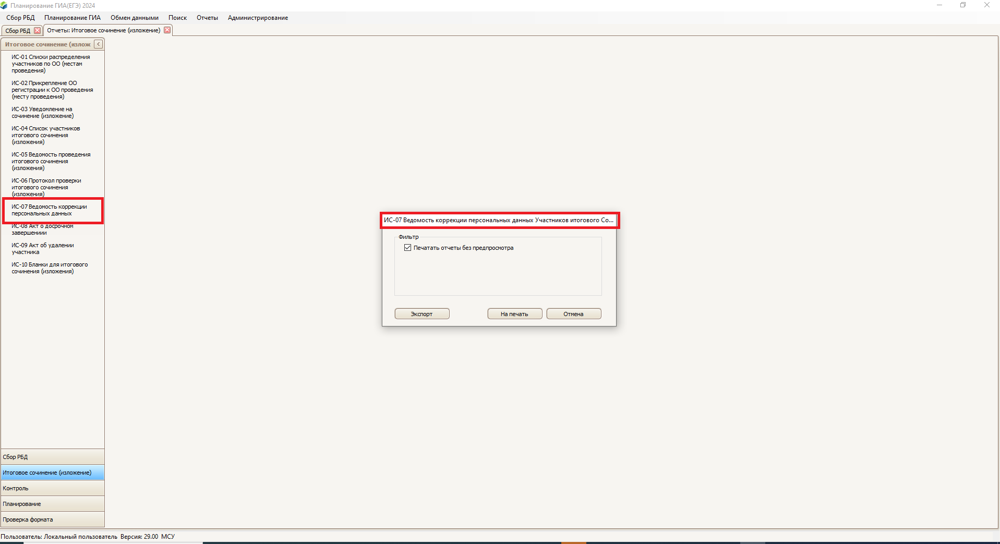 Планирование ГИА(ЕГЭ) 2024
Сбор РБД Планирование ГИА Обмен данными Поиск Отчеты Администрирование
Сбор РБД Отчеты: Итоговое сочинение (изложение)
Итоговое сочинение (излож
ИС-01 Списки распределения
участников по ОО (местам
проведения)
ИС-02 Прикрепление ОО
регистрации к ОО проведения
(месту проведения)
ИС-03 Уведомление на
сочинение (изложение)
ИС-04 Список участников
итогового сочинения
(изложения)
ИС-05 Ведомость проведения
итогового сочинения
(изложения)
ИС-06 Протокол проверки
итогового сочинения
(изложения)
ИС-07 Ведомость коррекции
персональных данных
ИС-08 Акт о досрочном
завершениии
ИС-09 Акт об удалении
участника
ИС-10 Бланки для итогового
сочинения (изложения)
ИС-07 Ведомость коррекции персональных данных Участников итогового Со...
Фильтр
Печатать отчеты без предпросмотра
Экспорт На печать Отмена
Сбор РБД
Итоговое сочинение (изложение)
Контроль
Планирование
Проверка формата
Пользователь: Локальный пользователь Версия: 29.00 МСУ